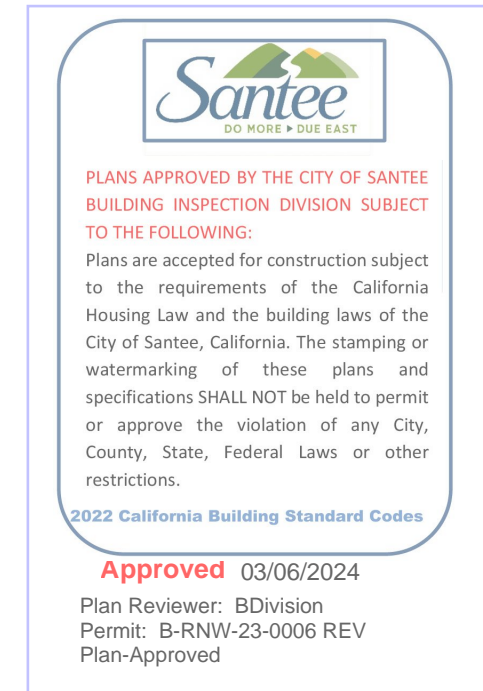 Santee
DO MORE ▶ DUE EAST
PLANS APPROVED BY THE CITY OF SANTEE
BUILDING INSPECTION DIVISION SUBJECT
TO THE FOLLOWING:
Plans are accepted for construction subject
to the requirements of the California
Housing Law and the building laws of the
City of Santee, California. The stamping or
watermarking of these plans and
specifications SHALL NOT be held to permit
or approve the violation of any City,
County, State, Federal Laws or other
restrictions.
2022 California Building Standard Codes
Approved 03/06/2024
Plan Reviewer: BDivision
Permit: B-RNW-23-0006 REV
Plan-Approved